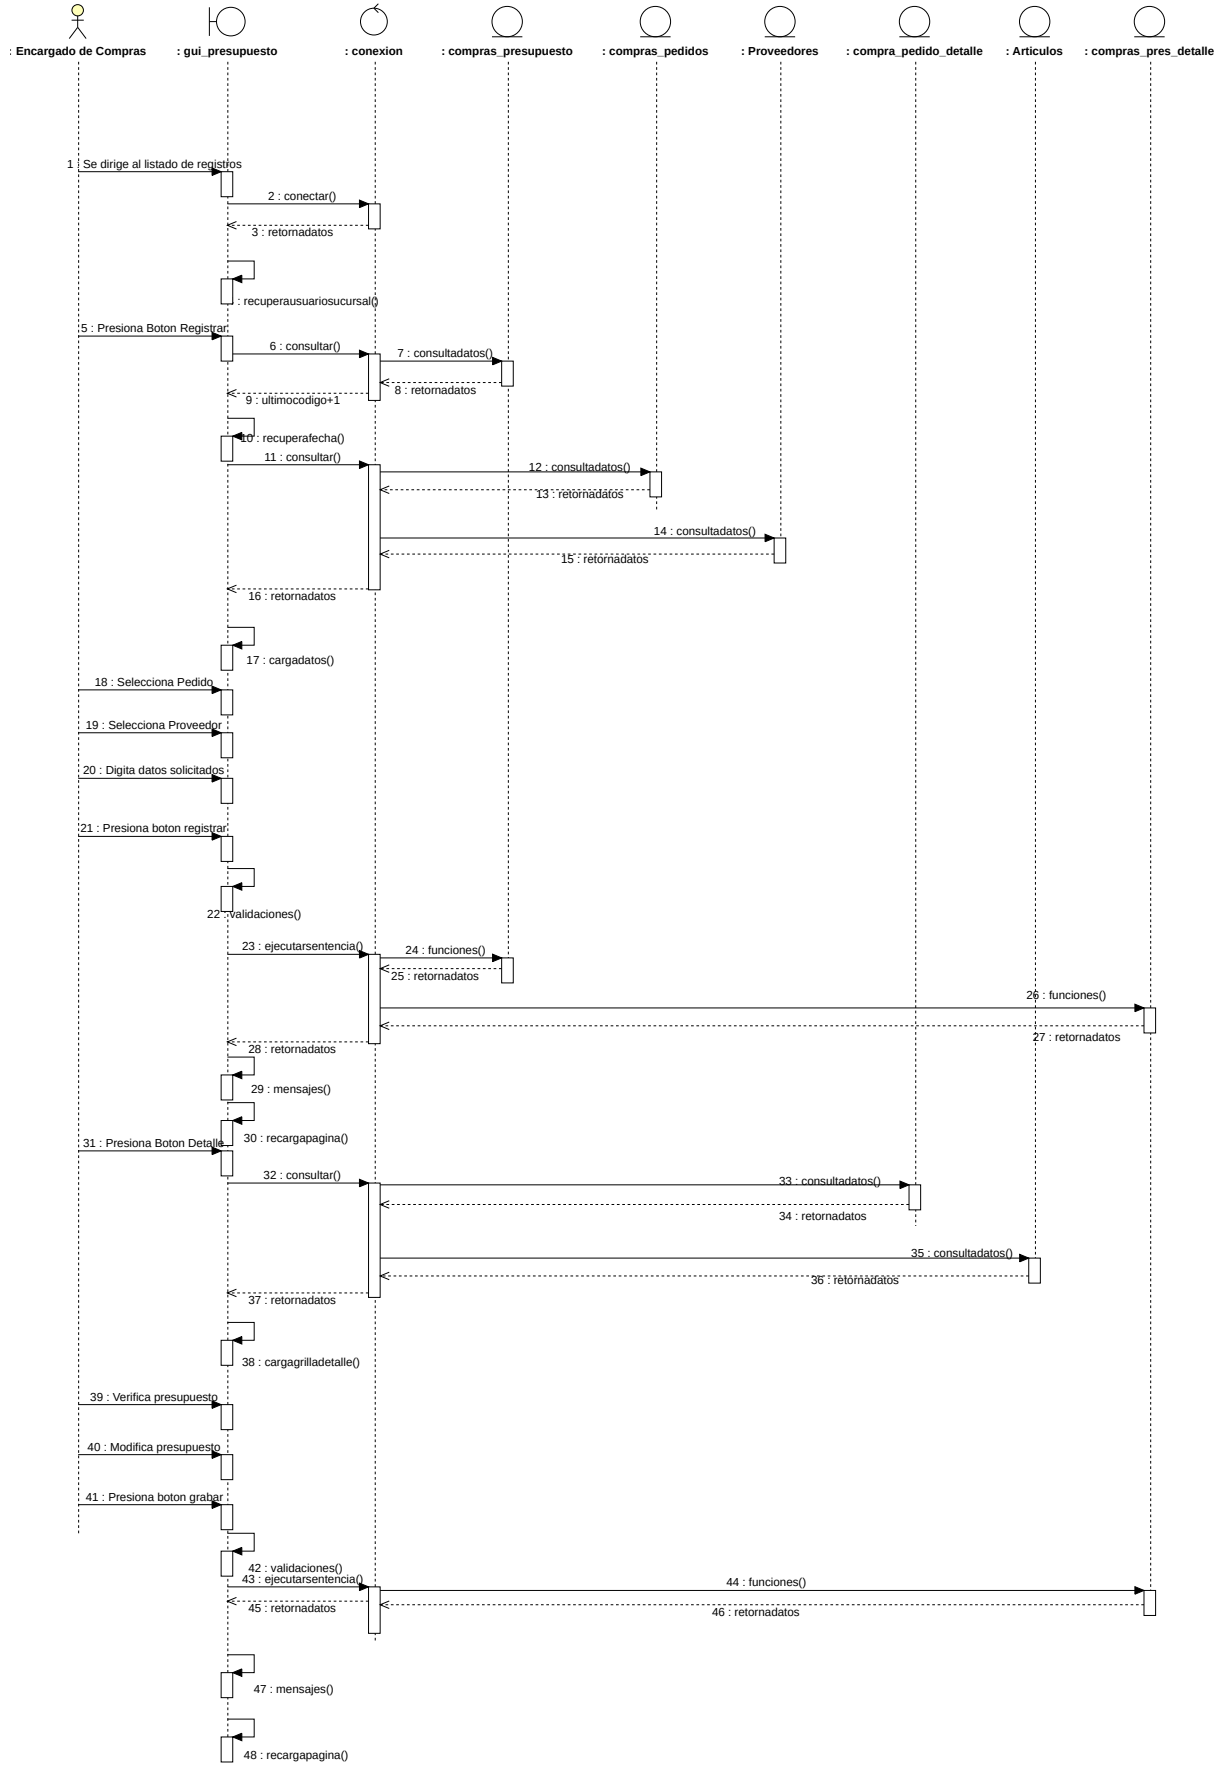 : Encargado de Compras : gui_presupuesto : conexion : compras_presupuesto : compras_pedidos : Proveedores : compra_pedido_detalle : Articulos : compras_pres_detalle
1 : Se dirige al listado de registros
2 : conectar()
3 : retornadatos
: recuperausuariosucursal()
5 : Presiona Boton Registrar
6 : consultar()
7 : consultadatos()
8 : retornadatos
9 : ultimocodigo+1
10 : recuperafecha()
11 : consultar()
12 : consultadatos()
13 : retornadatos
14 : consultadatos()
15 : retornadatos
16 : retornadatos
17 : cargadatos()
18 : Selecciona Pedido
19 : Selecciona Proveedor
20 : Digita datos solicitados
21 : Presiona boton registrar
22 : validaciones()
23 : ejecutarsentencia()
24 : funciones()
25 : retornadatos
26 : funciones()
27 : retornadatos
28 : retornadatos
29 : mensajes()
30 : recargapagina()
31 : Presiona Boton Detalle
32 : consultar()
33 : consultadatos()
34 : retornadatos
35 : consultadatos()
36 : retornadatos
37 : retornadatos
38 : cargagrilladetalle()
39 : Verifica presupuesto
40 : Modifica presupuesto
41 : Presiona boton grabar
42 : validaciones()
43 : ejecutarsentencia()
44 : funciones()
45 : retornadatos
46 : retornadatos
47 : mensajes()
48 : recargapagina()